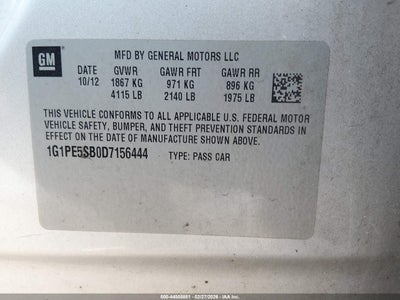 GM
MFD BY GENERAL MOTORS LLC
DATE GVWR GAWR FRT GAWR RR
10/12 1867 KG 971 KG 896 KG
4115 LB 2140 LB 1975 LB
THIS VEHICLE CONFORMS TO ALL APPLICABLE U.S. FEDERAL MOTOR
VEHICLE SAFETY, BUMPER, AND THEFT PREVENTION STANDARDS IN
EFFECT ON THE DATE OF MANUFACTURE SHOWN ABOVE.
1G1PE5SB0D7156444 TYPE: PASS CAR